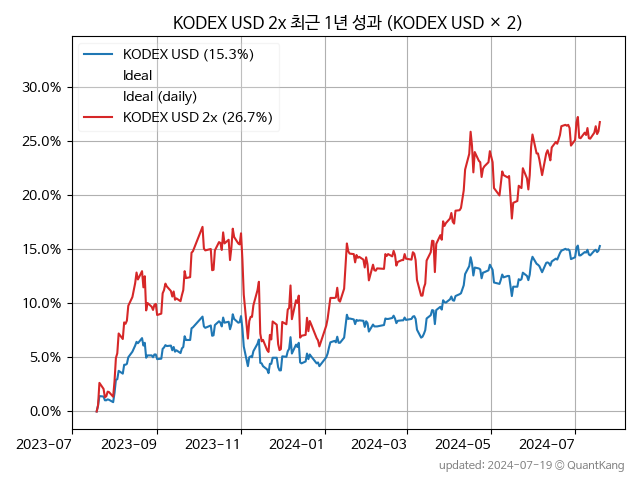 KODEX USD 2x 최근 1년 성과 (KODEX USD × 2)
KODEX USD (15.3%)
Ideal
Ideal (daily)
KODEX USD 2x (26.7%)
30.0%
25.0%
20.0%
15.0%
10.0%
5.0%
0.0%
2023-07 2023-09 2023-11 2024-01 2024-03 2024-05 2024-07
updated: 2024-07-19 © QuantKang